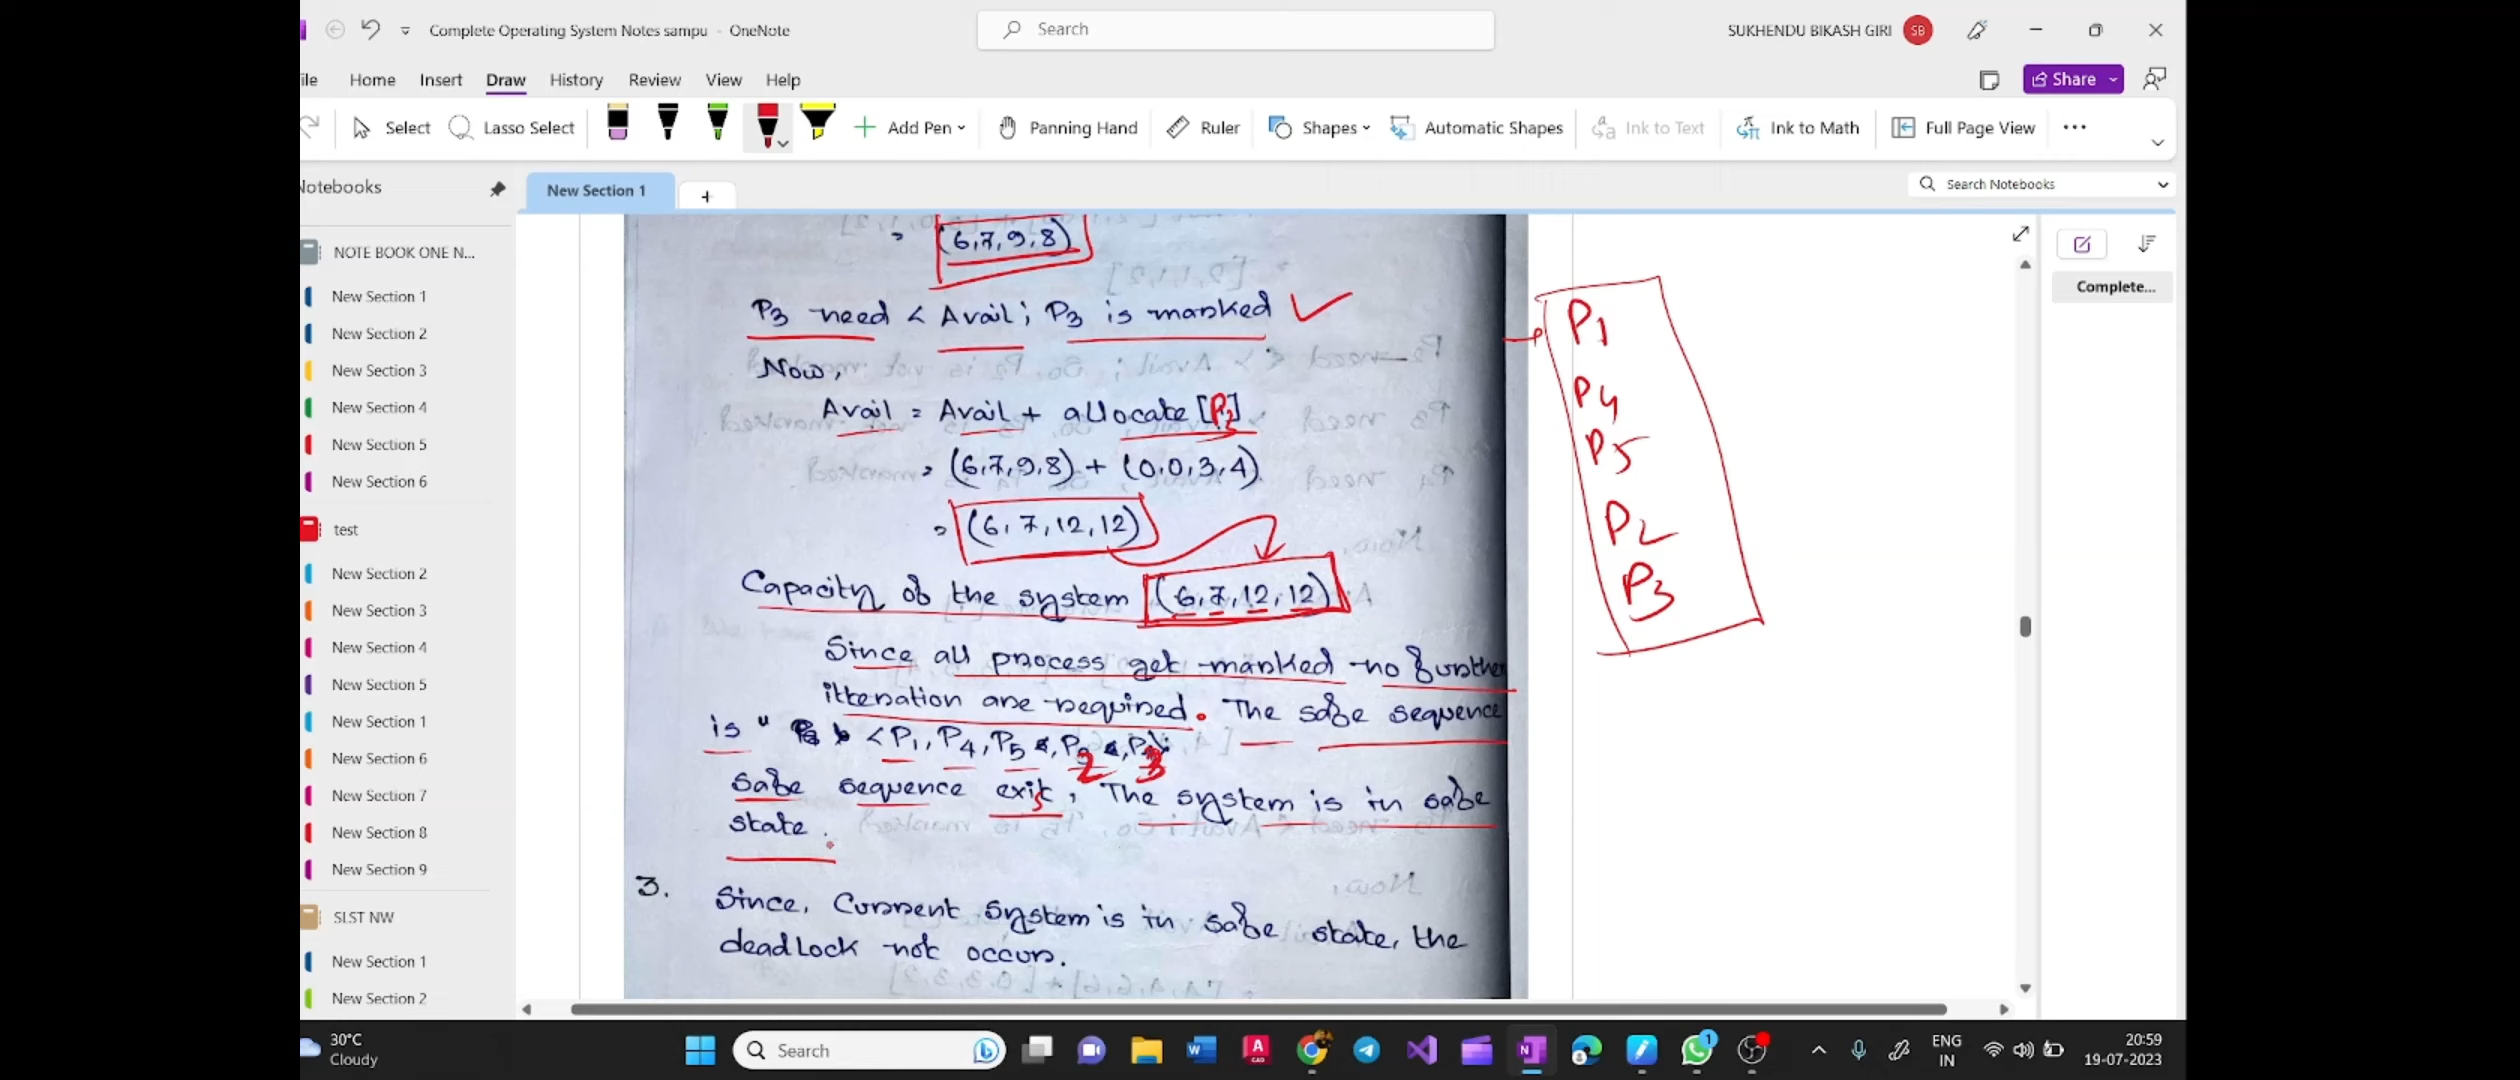 Complete Operating System Notes sampu - OneNote
Search
SUKHENDU BIKASH GIRI
SB
ile Home Insert Draw History Review View Help
Share
Select Lasso Select Add Pen Panning Hand Ruler Shapes Automatic Shapes Ink to Text Ink to Math Full Page View
Notebooks
New Section 1
+
Search Notebooks
NOTE BOOK ONE N...
New Section 1
New Section 2
New Section 3
New Section 4
New Section 5
New Section 6
test
New Section 2
New Section 3
New Section 4
New Section 5
New Section 1
New Section 6
New Section 7
New Section 8
New Section 9
SLST NW
New Section 1
New Section 2
Complete...
= (6,7,9,8)
P3 need < Avail; P3 is marked ✓
Now,
Avail = Avail + allocate [P2]
= (6,7,9,8) + (0,0,3,4)
= (6,7,12,12)
Capacity of the system (6,7,12,12)
Since all process get marked no further
itteration are required. The safe sequence
is " < P1, P4, P5, P2, P3
safe sequence exis, The system is in safe
state.
3. Since, Current system is in safe state, the
deadlock not occur.
P1
P4
P5
P2
P3
30°C
Cloudy
Search
ENG
IN
20:59
19-07-2023